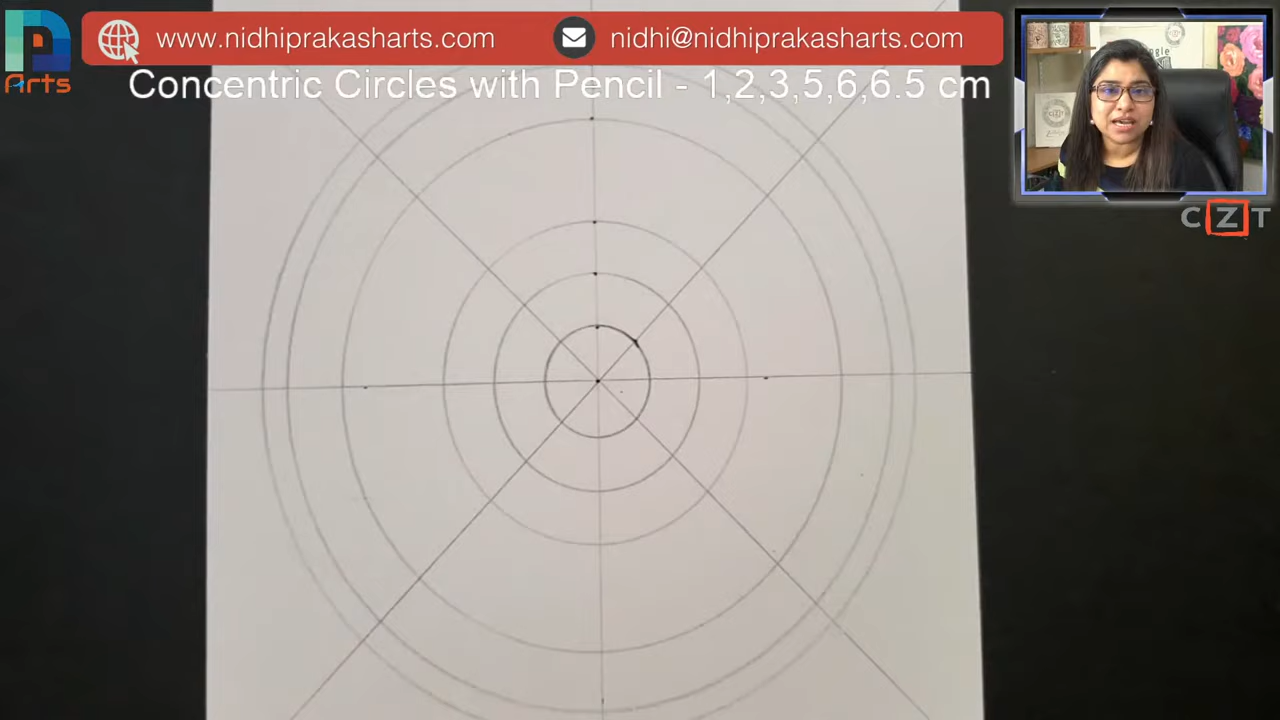 www.nidhiprakasharts.com
nidhi@nidhiprakasharts.com
Arts
Concentric Circles with Pencil - 1,2,3,5,6,6.5 cm
CZT